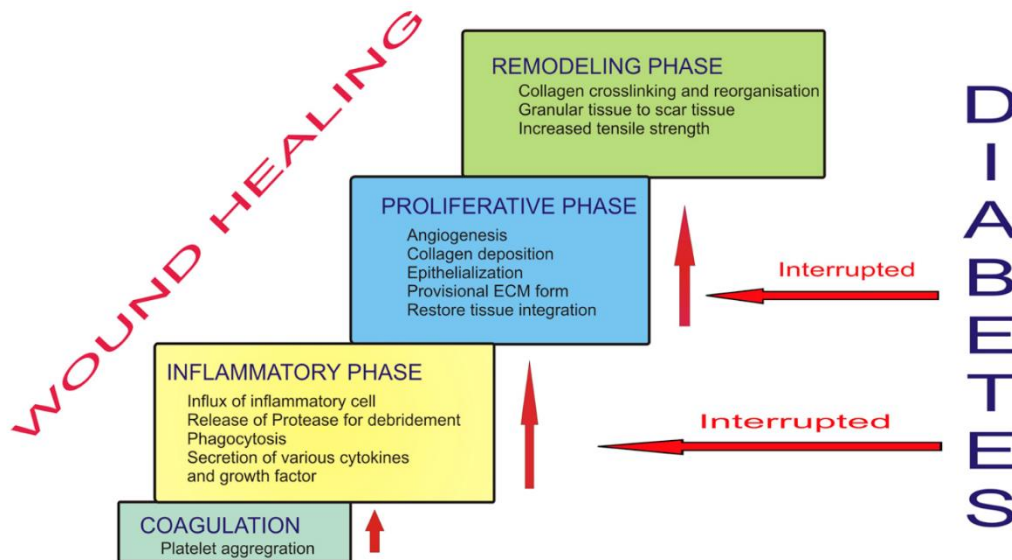 WOUND HEALING
REMODELING PHASE
Collagen crosslinking and reorganisation
Granular tissue to scar tissue
Increased tensile strength
PROLIFERATIVE PHASE
Angiogenesis
Collagen deposition
Epithelialization
Provisional ECM form
Restore tissue integration
INFLAMMATORY PHASE
Influx of inflammatory cell
Release of Protease for debridement
Phagocytosis
Secretion of various cytokines
and growth factor
COAGULATION
Platelet aggregration
Interrupted
Interrupted
DIABETES